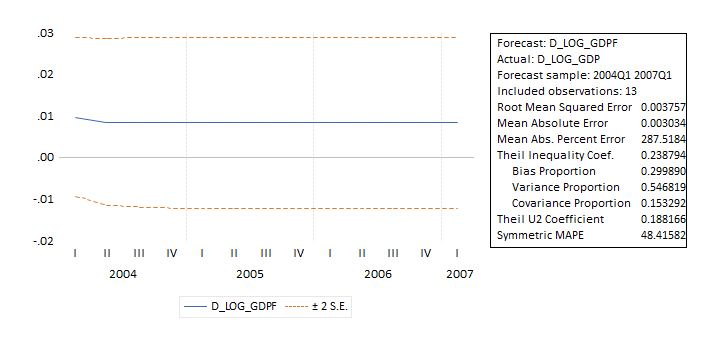 .03
.02
.01
.00
-.01
-.02
I II III IV I II III IV I II III IV I
2004 2005 2006 2007
D_LOG_GDPF ± 2 S.E.
Forecast: D_LOG_GDPF
Actual: D_LOG_GDP
Forecast sample: 2004Q1 2007Q1
Included observations: 13
Root Mean Squared Error 0.003757
Mean Absolute Error 0.003034
Mean Abs. Percent Error 287.5184
Theil Inequality Coef. 0.238794
Bias Proportion 0.299890
Variance Proportion 0.546819
Covariance Proportion 0.153292
Theil U2 Coefficient 0.188166
Symmetric MAPE 48.41582